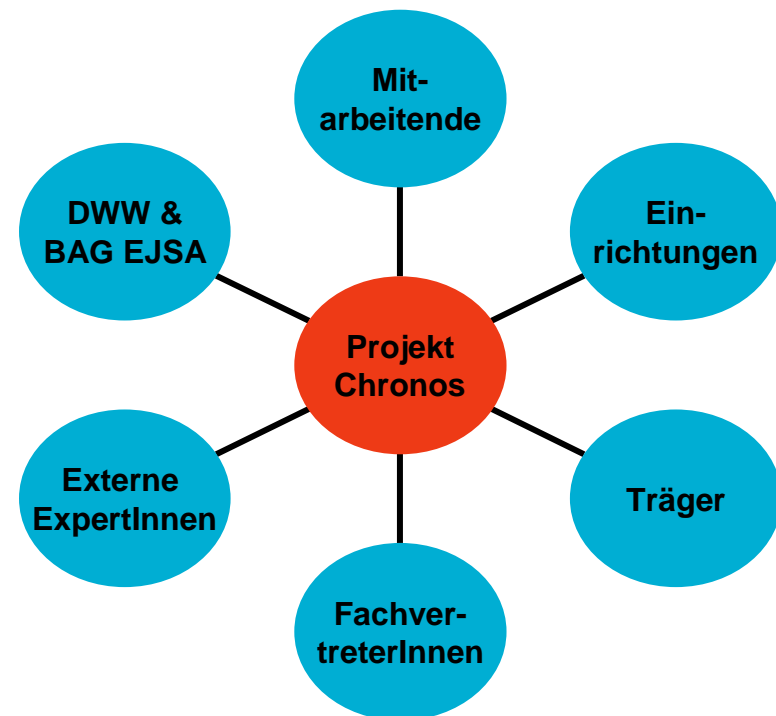 Mit-
arbeitende
DWW &
BAG EJSA
Ein-
richtungen
Projekt
Chronos
Externe
ExpertInnen
Träger
Fachver-
treterInnen